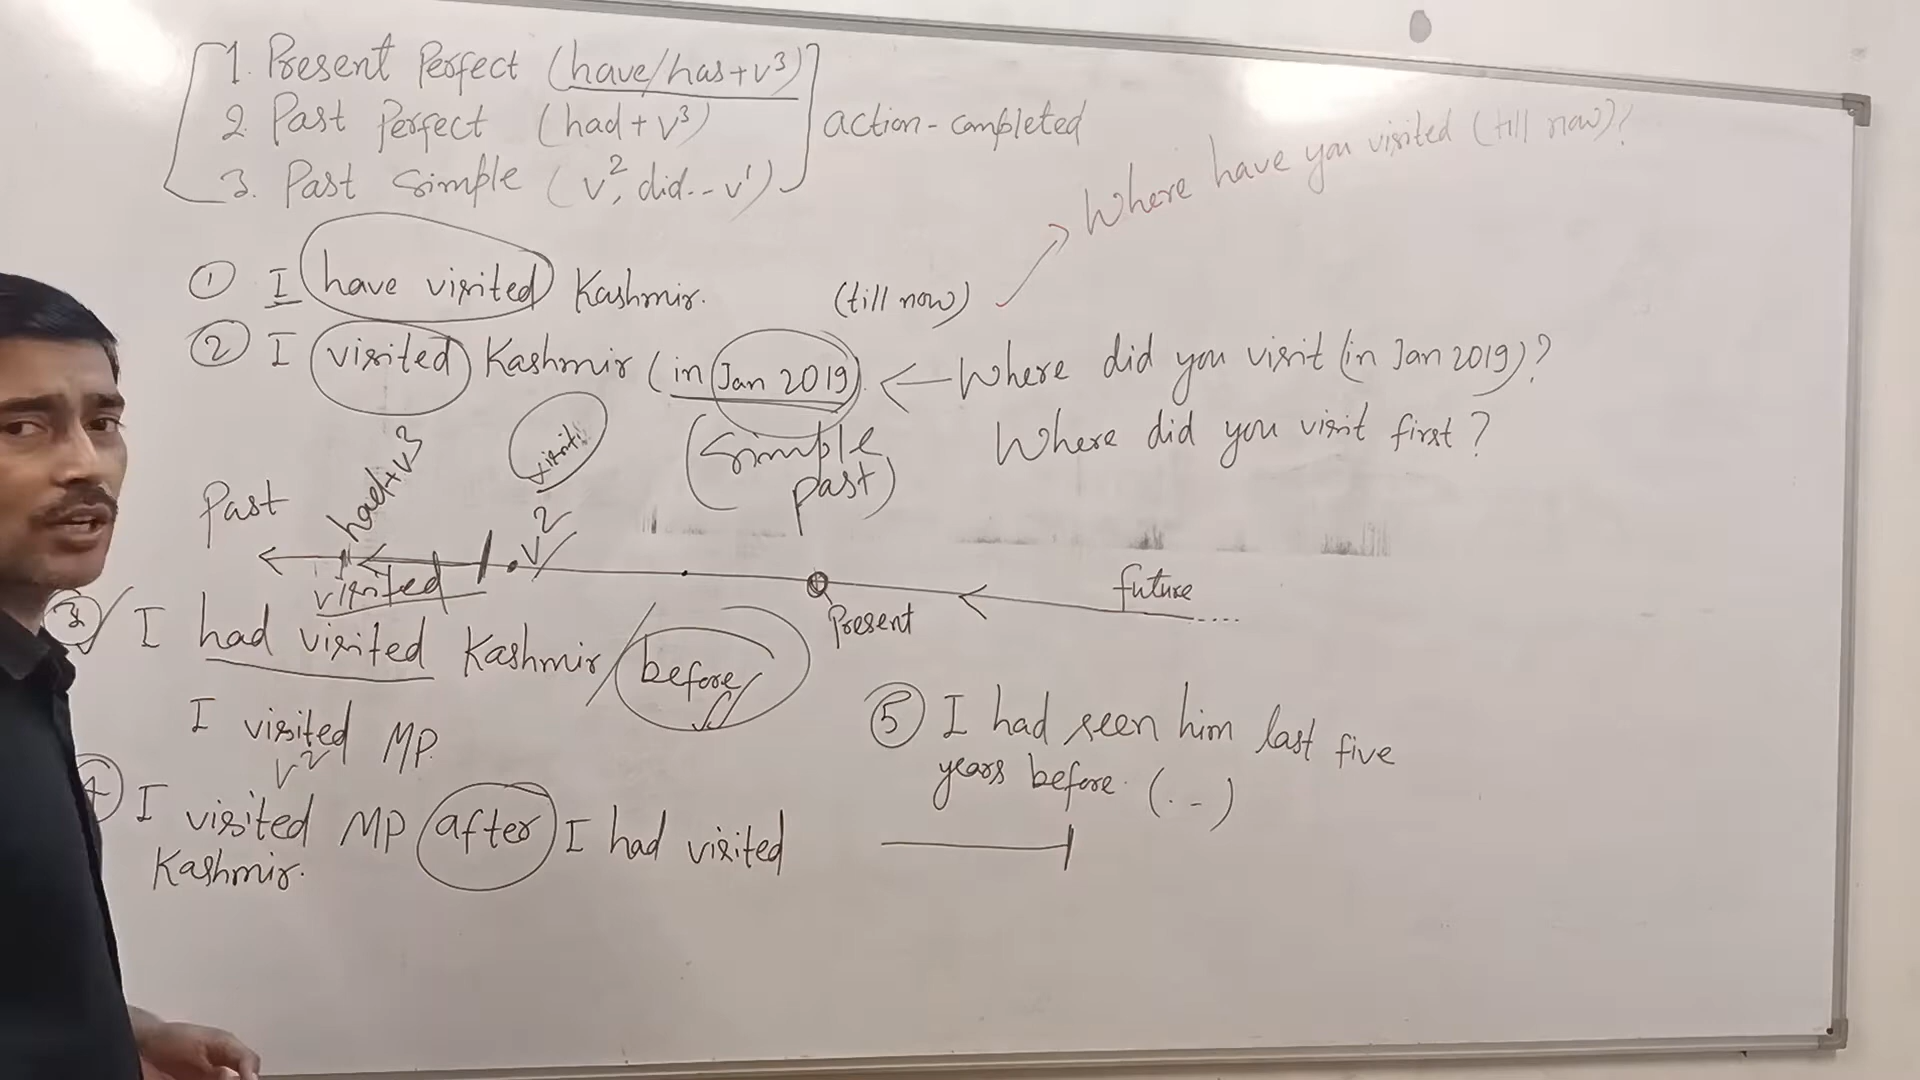 1. Present Perfect (have/has+v³)
2. Past Perfect (had+v³)
3. Past Simple (v², did..v¹)
action-completed
Where have you visited (till now)?
① I have visited Kashmir. (till now)
② I visited Kashmir (in Jan 2019). ← Where did you visit (in Jan 2019)?
(Simple past)
Where did you visit first?
Past
had+v³
visited
v²
Present
future
③ I had visited Kashmir/before/
I visited MP.
v²
I visited MP after I had visited
Kashmir.
⑤ I had seen him last five
years before. (. -)